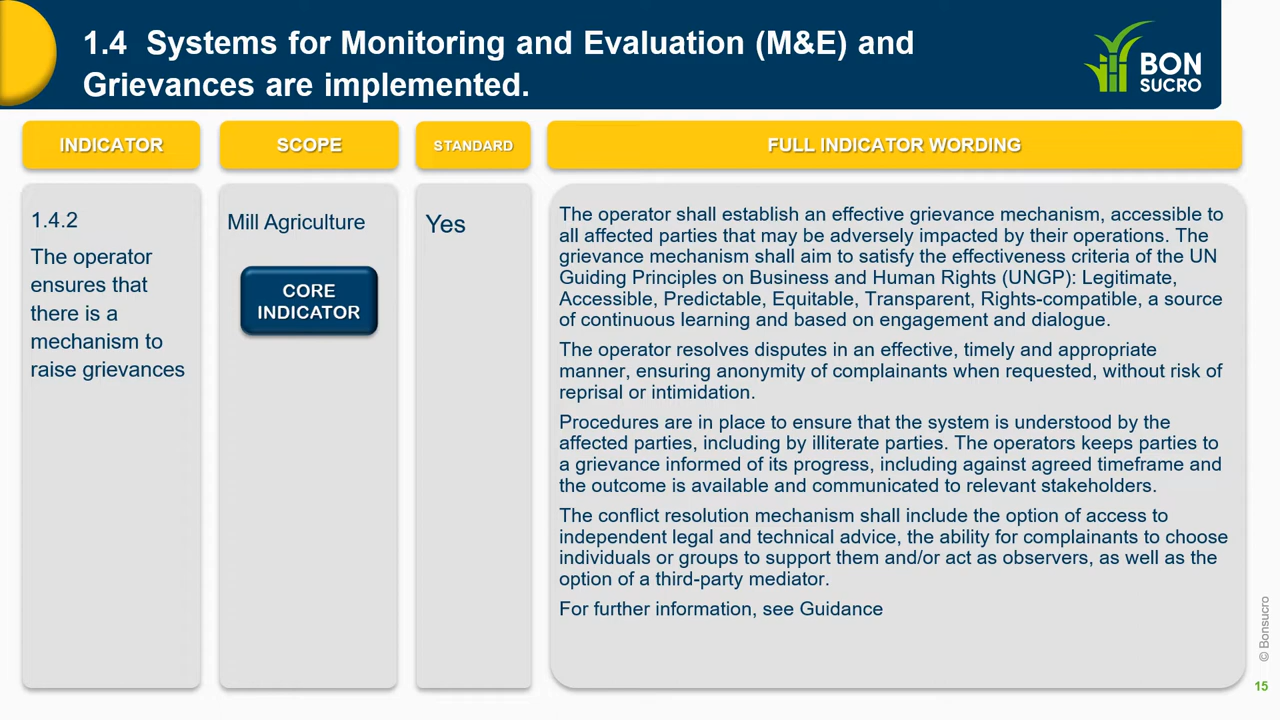 1.4 Systems for Monitoring and Evaluation (M&E) and
Grievances are implemented.
BON
SUCRO
INDICATOR
SCOPE
STANDARD
FULL INDICATOR WORDING
1.4.2
The operator
ensures that
there is a
mechanism to
raise grievances
Mill Agriculture
CORE
INDICATOR
Yes
The operator shall establish an effective grievance mechanism, accessible to
all affected parties that may be adversely impacted by their operations. The
grievance mechanism shall aim to satisfy the effectiveness criteria of the UN
Guiding Principles on Business and Human Rights (UNGP): Legitimate,
Accessible, Predictable, Equitable, Transparent, Rights-compatible, a source
of continuous learning and based on engagement and dialogue.
The operator resolves disputes in an effective, timely and appropriate
manner, ensuring anonymity of complainants when requested, without risk of
reprisal or intimidation.
Procedures are in place to ensure that the system is understood by the
affected parties, including by illiterate parties. The operators keeps parties to
a grievance informed of its progress, including against agreed timeframe and
the outcome is available and communicated to relevant stakeholders.
The conflict resolution mechanism shall include the option of access to
independent legal and technical advice, the ability for complainants to choose
individuals or groups to support them and/or act as observers, as well as the
option of a third-party mediator.
For further information, see Guidance
© Bonsucro
15